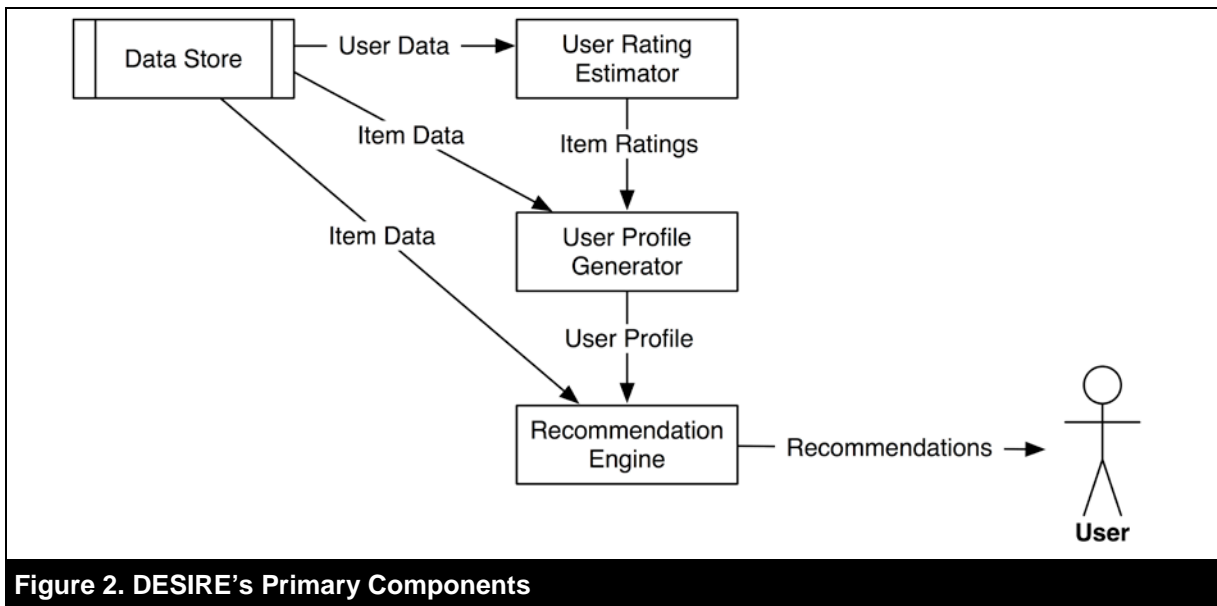 Data Store
User Data
User Rating
Estimator
Item Data
Item Ratings
Item Data
User Profile
Generator
User Profile
Recommendation
Engine
Recommendations
User
Figure 2. DESIRE’s Primary Components